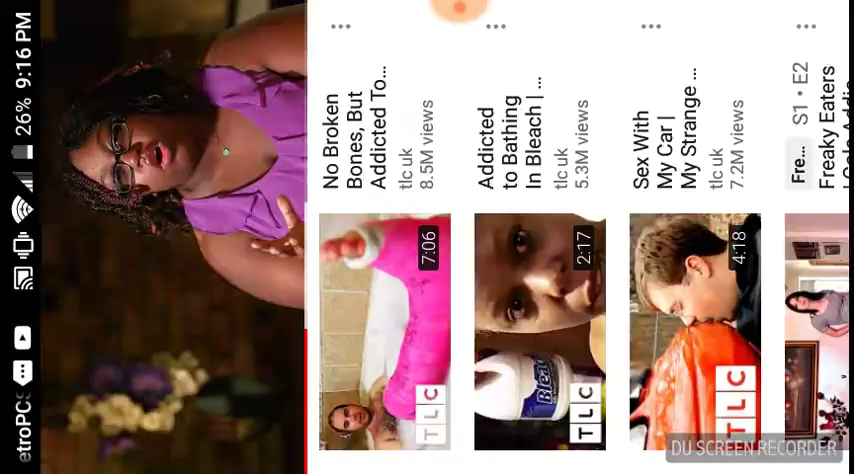 etroPCS
26% 9:16 PM
7:06
TLC
No Broken
Bones, But
Addicted To...
tlc uk
8.5M views
2:17
TLC
Addicted
to Bathing
In Bleach | ...
tlc uk
5.3M views
4:18
TLC
Sex With
My Car |
My Strange ...
tlc uk
7.2M views
Fre... S1 • E2
Freaky Eaters
DU SCREEN RECORDER